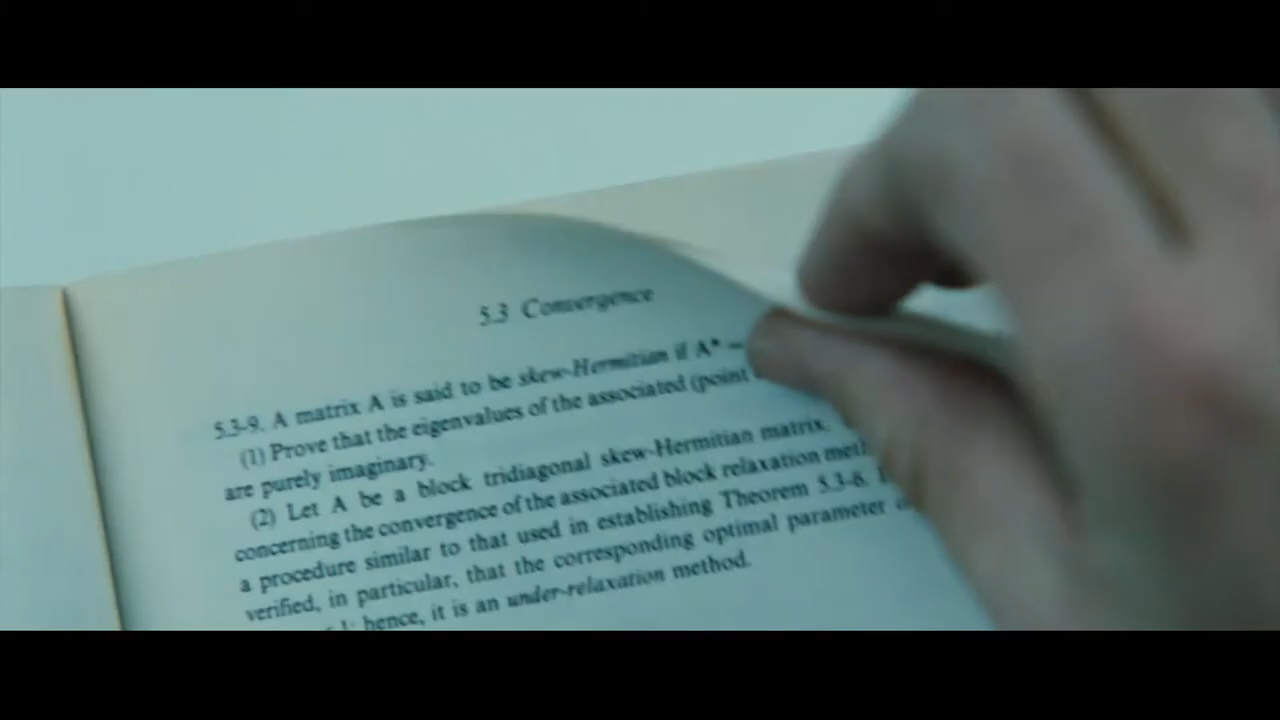 5.3 Convergence
5.3-9. A matrix A is said to be skew-Hermitian if A* =
(1) Prove that the eigenvalues of the associated (point
are purely imaginary.
(2) Let A be a block tridiagonal skew-Hermitian matrix.
concerning the convergence of the associated block relaxation
a procedure similar to that used in establishing Theorem 5.3-6.
verified, in particular, that the corresponding optimal parameter
hence, it is an under-relaxation method.